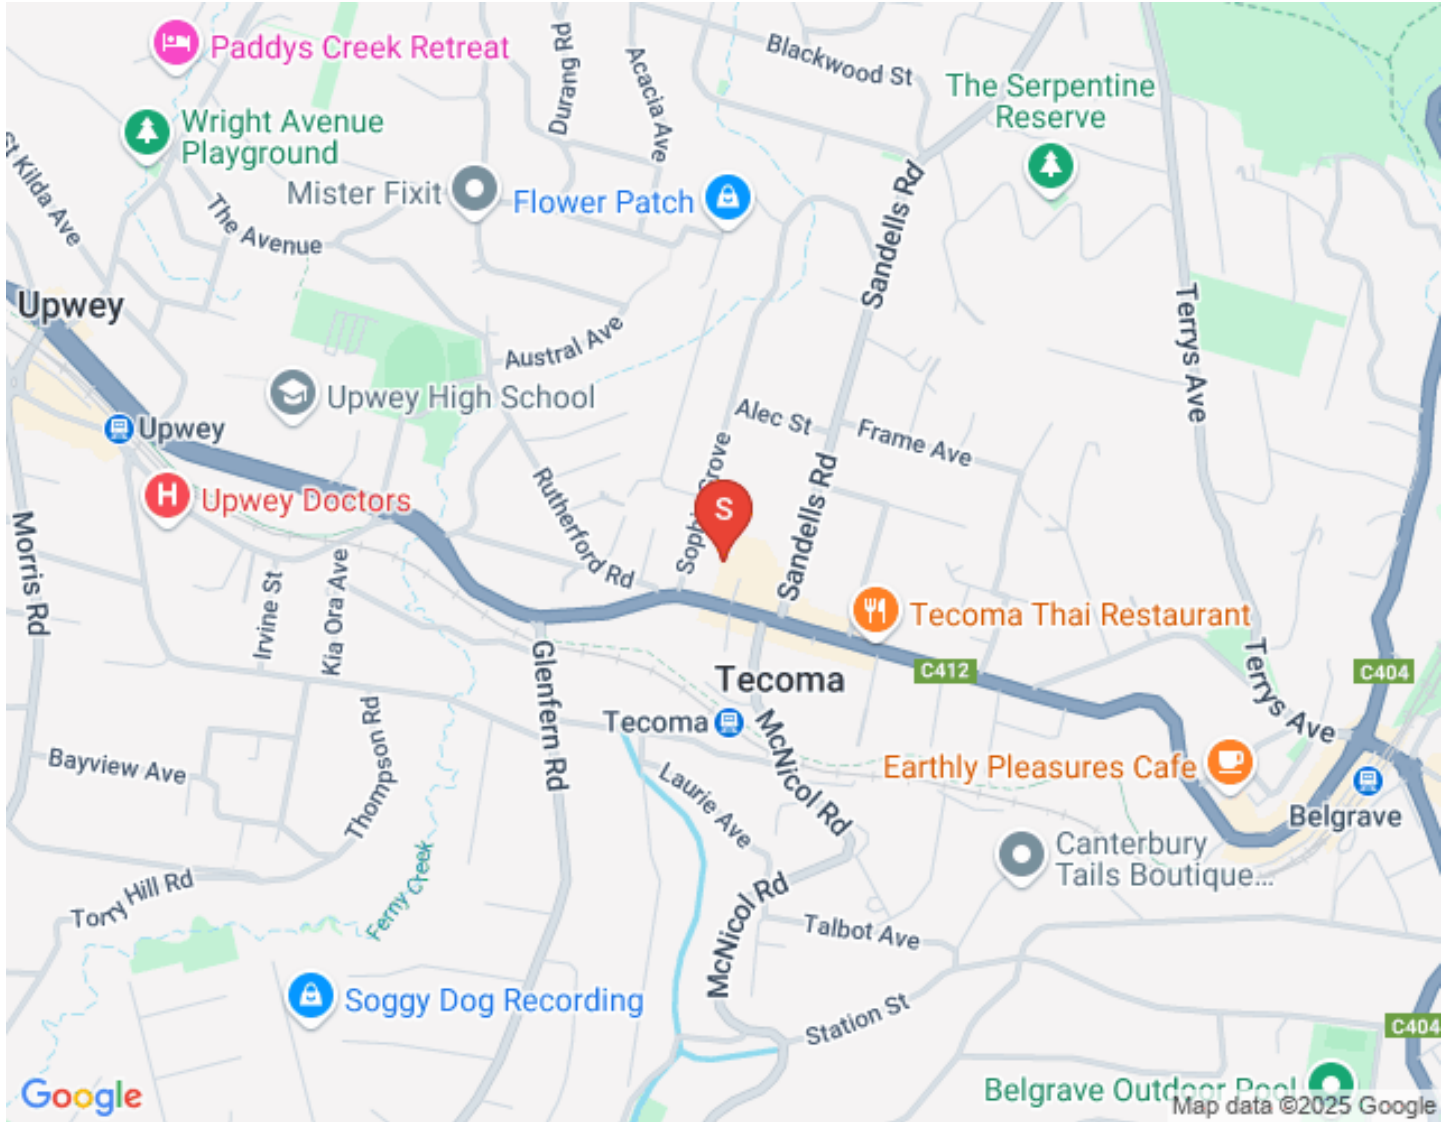 Paddys Creek Retreat
Durang Rd
Acacia Ave
Blackwood St
The Serpentine
Reserve
Wright Avenue
Playground
St Kilda Ave
Mister Fixit
Flower Patch
The Avenue
Sandells Rd
Upwey
Terrys Ave
Austral Ave
Upwey High School
Alec St
Frame Ave
Upwey
Upwey Doctors
Rutherford Rd
S
Sandells Rd
Morris Rd
Irvine St
Kia Ora Ave
Tecoma Thai Restaurant
Glenfern Rd
Tecoma
C412
C404
Terrys Ave
Tecoma
McNicol Rd
Thompson Rd
Bayview Ave
Laurie Ave
Earthly Pleasures Cafe
Belgrave
Canterbury
Tails Boutique...
Torry Hill Rd
Ferny Creek
McNicol Rd
Talbot Ave
Soggy Dog Recording
Station St
C404
Belgrave Outdoor Pool
Google
Map data ©2025 Google